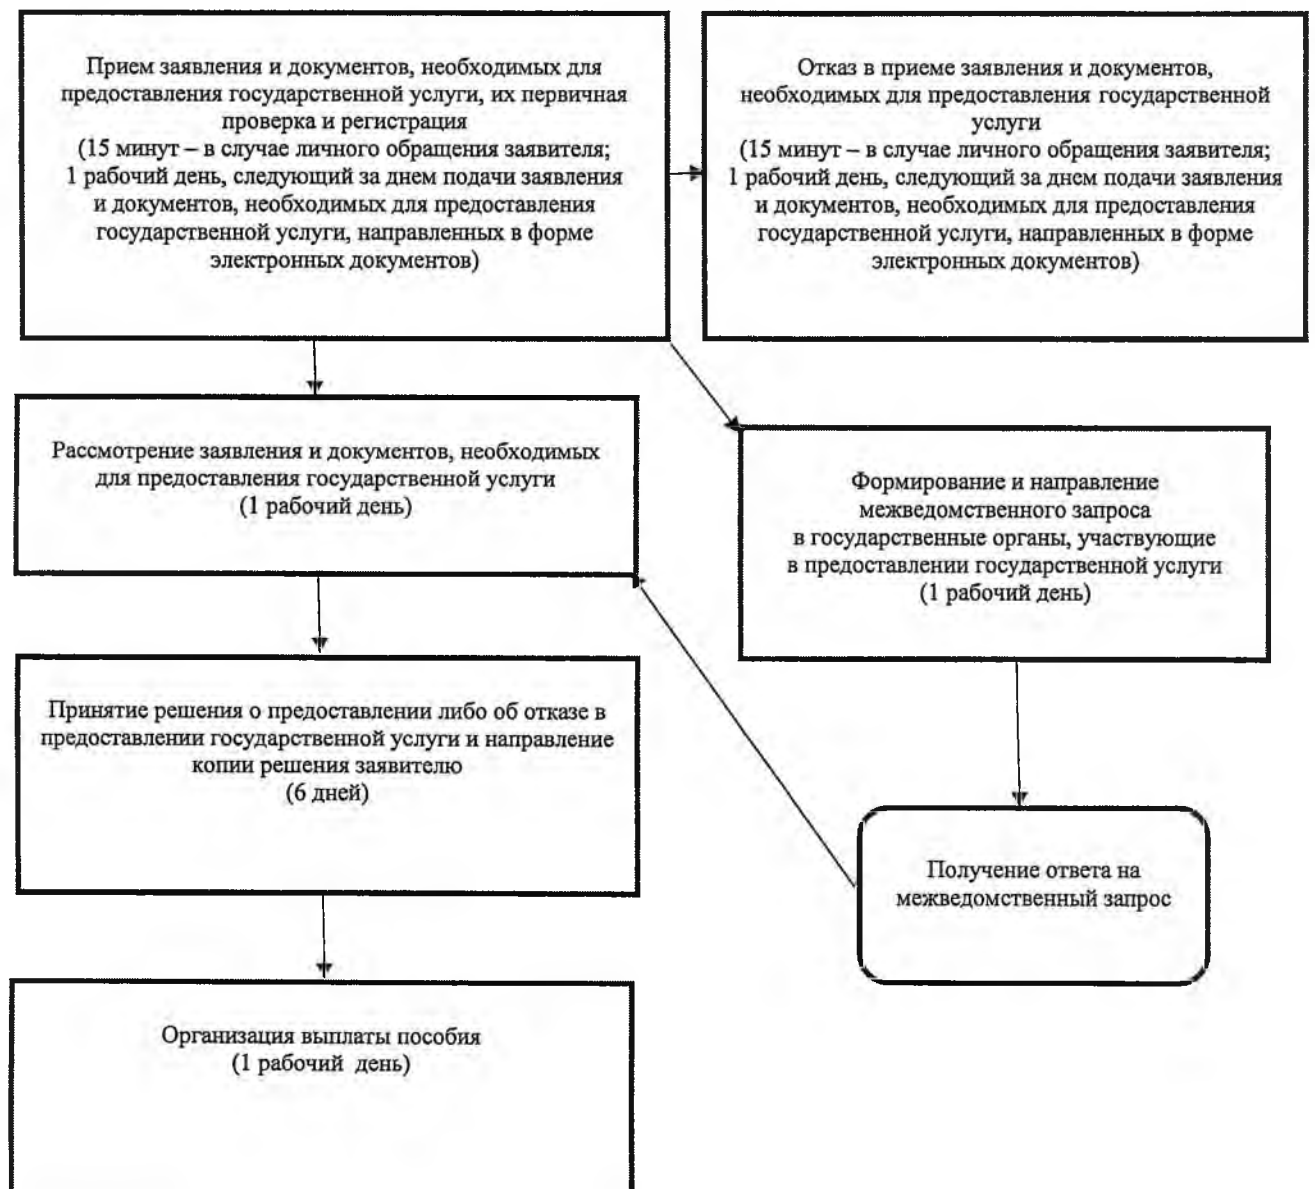 Прием заявления и документов, необходимых для
предоставления государственной услуги, их первичная
проверка и регистрация
(15 минут – в случае личного обращения заявителя;
1 рабочий день, следующий за днем подачи заявления
и документов, необходимых для предоставления
государственной услуги, направленных в форме
электронных документов)
Отказ в приеме заявления и документов,
необходимых для предоставления государственной
услуги
(15 минут – в случае личного обращения заявителя;
1 рабочий день, следующий за днем подачи заявления
и документов, необходимых для предоставления
государственной услуги, направленных в форме
электронных документов)
Рассмотрение заявления и документов, необходимых
для предоставления государственной услуги
(1 рабочий день)
Формирование и направление
межведомственного запроса
в государственные органы, участвующие
в предоставлении государственной услуги
(1 рабочий день)
Принятие решения о предоставлении либо об отказе в
предоставлении государственной услуги и направление
копии решения заявителю
(6 дней)
Получение ответа на
межведомственный запрос
Организация выплаты пособия
(1 рабочий день)